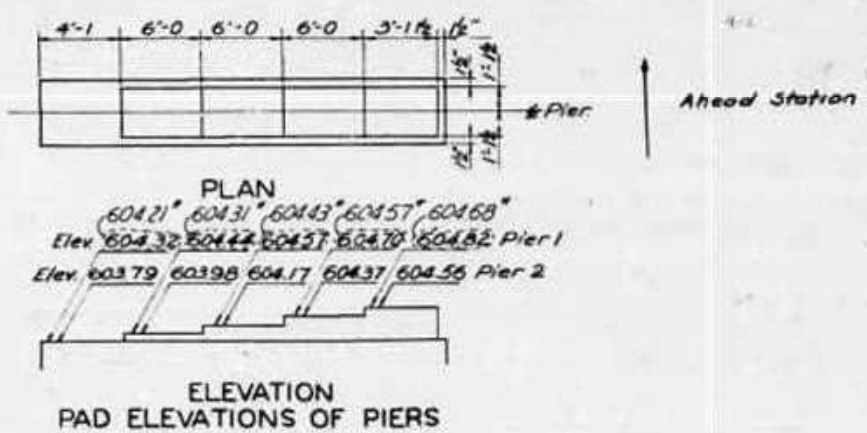 4'-1 6'-0 6'-0 6'-0 3'-1½ 1½"
1½" 1'-1½
℄ Pier
Ahead Station
1½" 1'-1½
PLAN
604.21* 604.31* 604.43* 604.57* 604.68*
Elev. 604.32 604.44 604.57 604.70 604.82 Pier 1
Elev. 603.79 603.98 604.17 604.37 604.56 Pier 2
ELEVATION
PAD ELEVATIONS OF PIERS